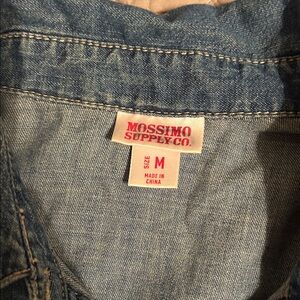 MOSSIMO
SUPPLY CO.
SIZE M
MADE IN
CHINA